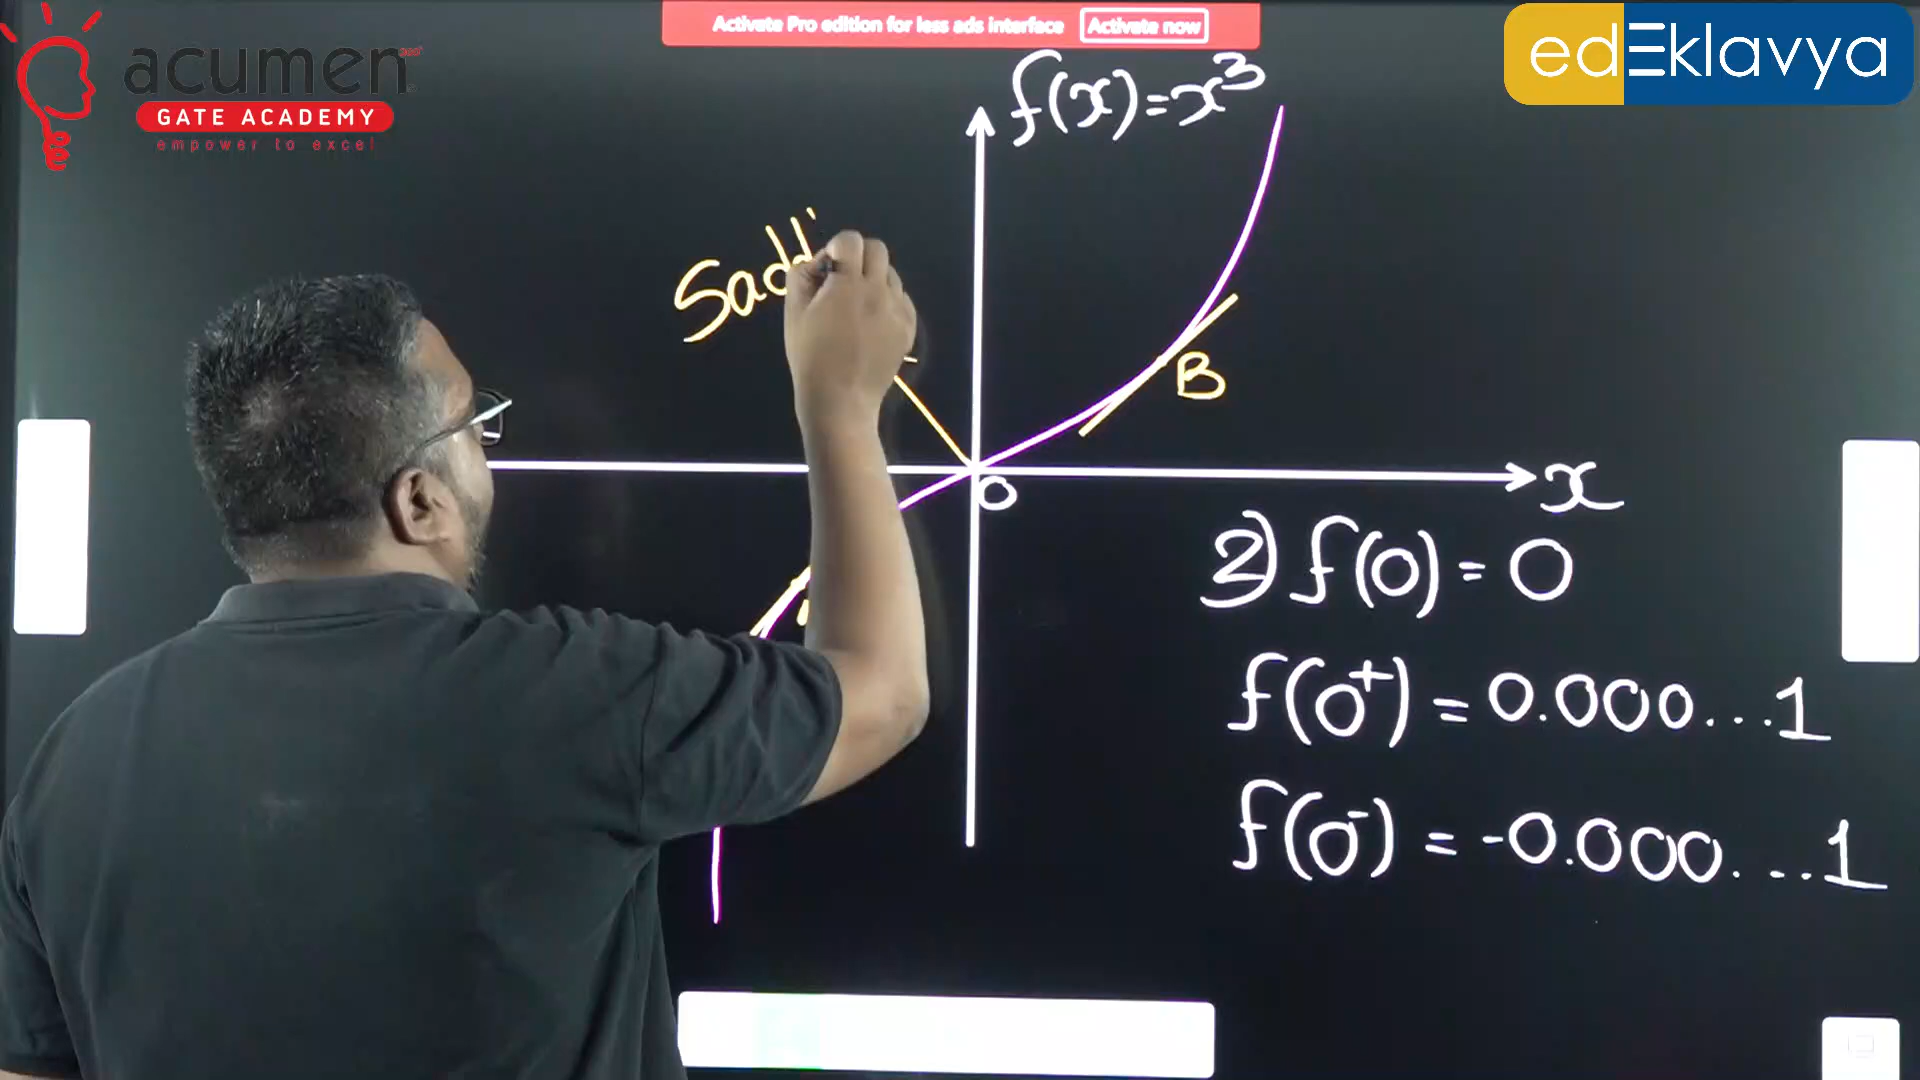 Activate Pro edition for less ads interface Activate now
acumen
GATE ACADEMY
empower to excel
edEklavya
f(x)=x³
Sadd
B
O
x
2) f(0) = 0
f(0⁺) = 0.000...1
f(0⁻) = -0.000...1